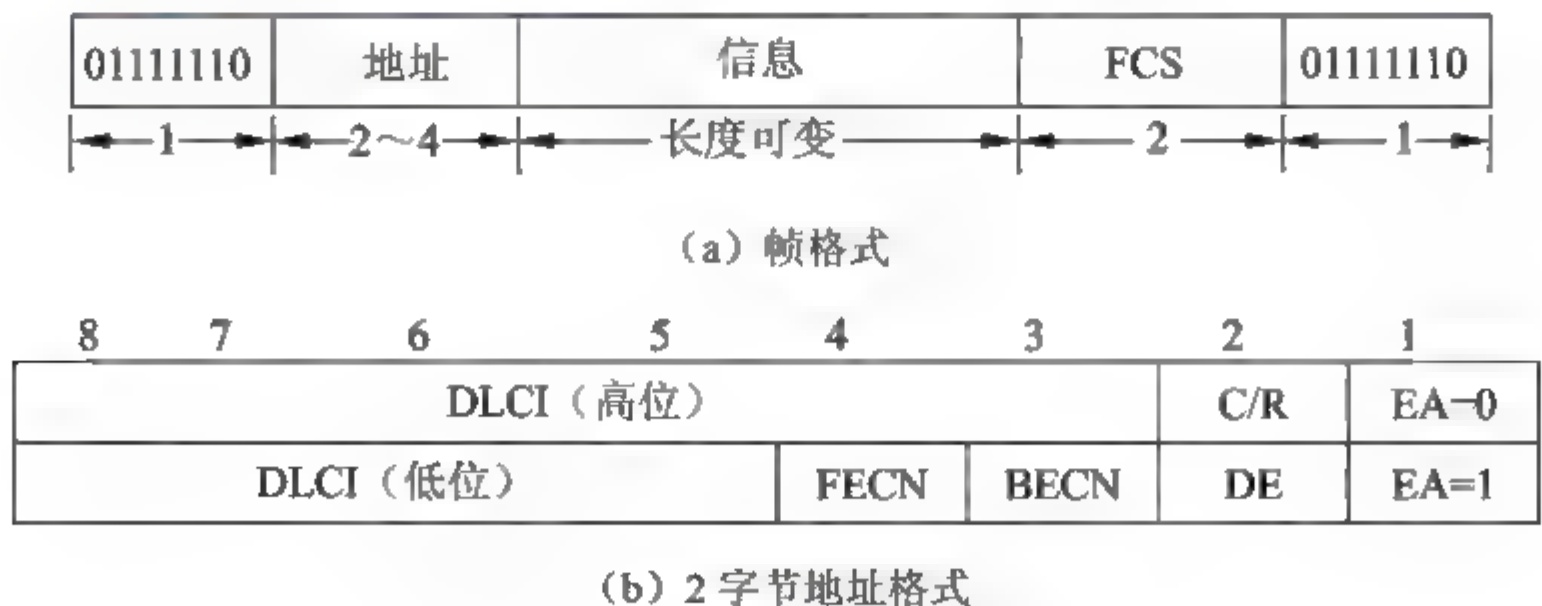 01111110 地址 信息 FCS 01111110
1 2~4 长度可变 2 1
（a）帧格式
8 7 6 5 4 3 2 1
DLCI（高位） C/R EA=0
DLCI（低位） FECN BECN DE EA=1
（b）2 字节地址格式